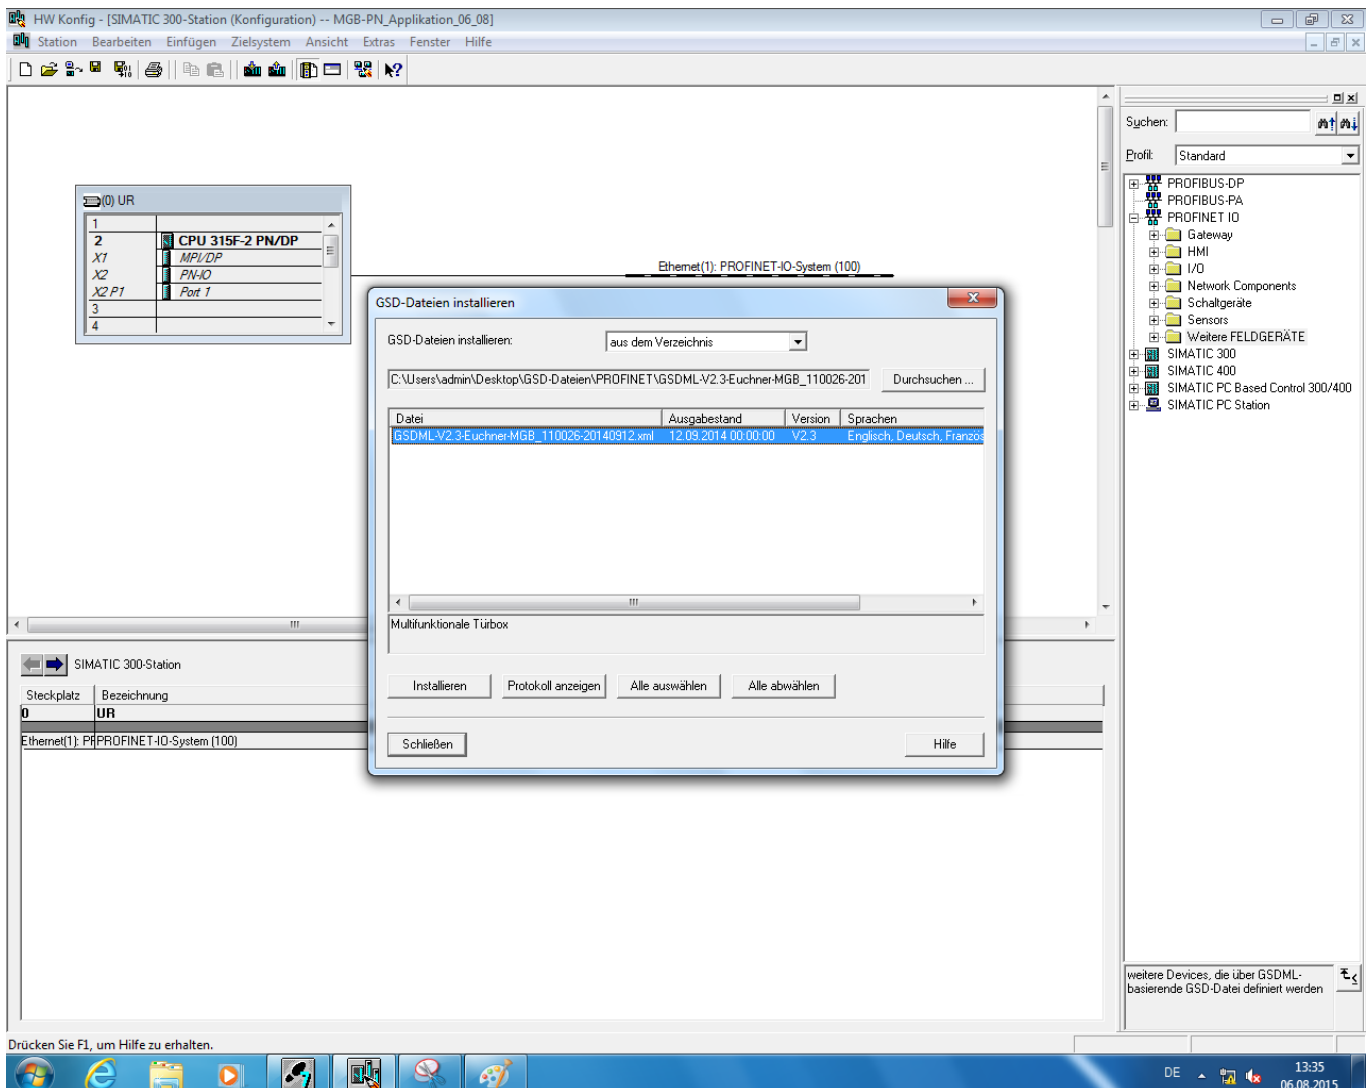 HW Konfig - [SIMATIC 300-Station (Konfiguration) -- MGB-PN_Applikation_06_08]
Station Bearbeiten Einfügen Zielsystem Ansicht Extras Fenster Hilfe
(0) UR
1
2 CPU 315F-2 PN/DP
X1 MPI/DP
X2 PN-IO
X2 P1 Port 1
3
4
Ethernet(1): PROFINET-IO-System (100)
GSD-Dateien installieren
GSD-Dateien installieren: aus dem Verzeichnis
C:\Users\admin\Desktop\GSD-Dateien\PROFINET\GSDML-V2.3-Euchner-MGB_110026-201 Durchsuchen ...
Datei Ausgabestand Version Sprachen
GSDML-V2.3-Euchner-MGB_110026-20140912.xml 12.09.2014 00:00:00 V2.3 Englisch, Deutsch, Französ
Multifunktionale Türbox
Installieren Protokoll anzeigen Alle auswählen Alle abwählen
Schließen Hilfe
Suchen:
Profil: Standard
PROFIBUS-DP
PROFIBUS-PA
PROFINET IO
Gateway
HMI
I/O
Network Components
Schaltgeräte
Sensors
Weitere FELDGERÄTE
SIMATIC 300
SIMATIC 400
SIMATIC PC Based Control 300/400
SIMATIC PC Station
weitere Devices, die über GSDML-
basierende GSD-Datei definiert werden
SIMATIC 300-Station
Steckplatz Bezeichnung
0 UR
Ethernet(1): PF PROFINET-IO-System (100)
Drücken Sie F1, um Hilfe zu erhalten.
DE 13:35
06.08.2015